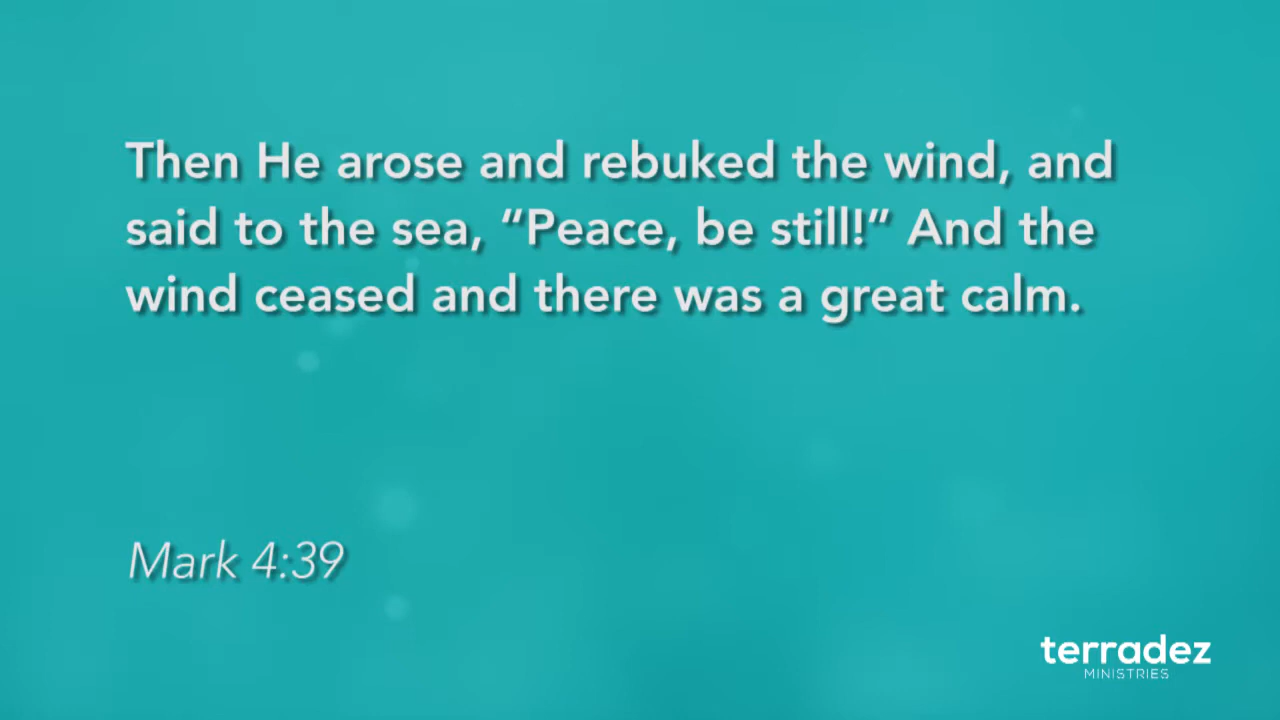 Then He arose and rebuked the wind, and
said to the sea, “Peace, be still!” And the
wind ceased and there was a great calm.
Mark 4:39
terradez
MINISTRIES